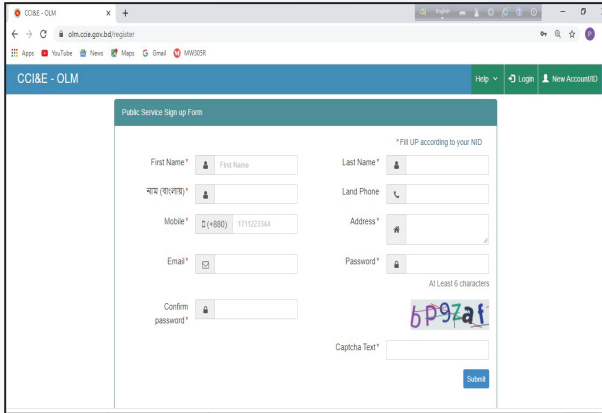 CCI&E - OLM
English
olm.ccie.gov.bd/register
Apps YouTube News Maps Gmail MW305R
CCI&E - OLM Help Login New Account/ID
Public Service Sign up Form
*Fill UP according to your NID
First Name* First Name Last Name*
নাম (বাংলায়)* Land Phone
Mobile* (+880) 1711223344 Address*
Email* Password*
At Least 6 characters
Confirm
password*
Captcha Text*
Submit